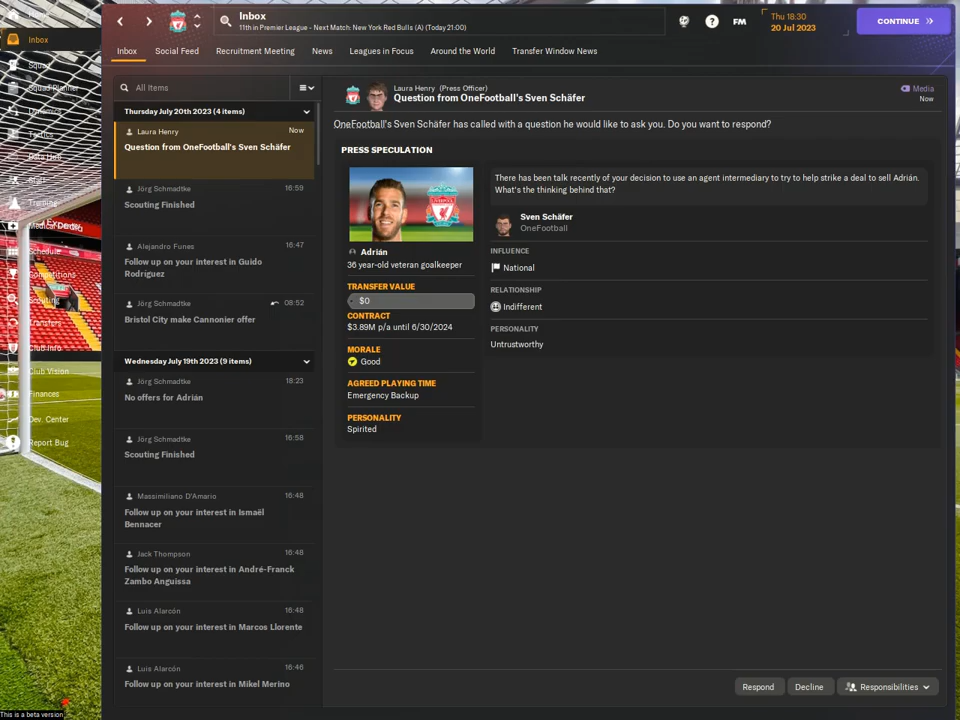 Inbox
11th in Premier League - Next Match: New York Red Bulls (A) (Today 21:00)
FM
Thu 18:30
20 Jul 2023
CONTINUE
Inbox
Inbox
Social Feed
Recruitment Meeting
News
Leagues in Focus
Around the World
Transfer Window News
Squad Planner
Training
Schedule
Competitions
Scouting
Transfers
Club Info
Club Vision
Finances
Dev. Center
Report Bug
This is a beta version
All Items
Thursday July 20th 2023 (4 items)
Laura Henry
Now
Question from OneFootball's Sven Schäfer
Jörg Schmadtke
16:59
Scouting Finished
Alejandro Funes
16:47
Follow up on your interest in Guido
Rodríguez
Jörg Schmadtke
08:52
Bristol City make Cannonier offer
Wednesday July 19th 2023 (9 items)
Jörg Schmadtke
18:23
No offers for Adrián
Jörg Schmadtke
16:58
Scouting Finished
Massimiliano D'Amario
16:48
Follow up on your interest in Ismaël
Bennacer
Jack Thompson
16:48
Follow up on your interest in André-Franck
Zambo Anguissa
Luis Alarcón
16:48
Follow up on your interest in Marcos Llorente
Luis Alarcón
16:46
Follow up on your interest in Mikel Merino
Laura Henry (Press Officer)
Question from OneFootball's Sven Schäfer
Media
Now
OneFootball's Sven Schäfer has called with a question he would like to ask you. Do you want to respond?
PRESS SPECULATION
Adrián
36 year-old veteran goalkeeper
TRANSFER VALUE
$0
CONTRACT
$3.89M p/a until 6/30/2024
MORALE
Good
AGREED PLAYING TIME
Emergency Backup
PERSONALITY
Spirited
There has been talk recently of your decision to use an agent intermediary to try to help strike a deal to sell Adrián.
What's the thinking behind that?
Sven Schäfer
OneFootball
INFLUENCE
National
RELATIONSHIP
Indifferent
PERSONALITY
Untrustworthy
Respond
Decline
Responsibilities